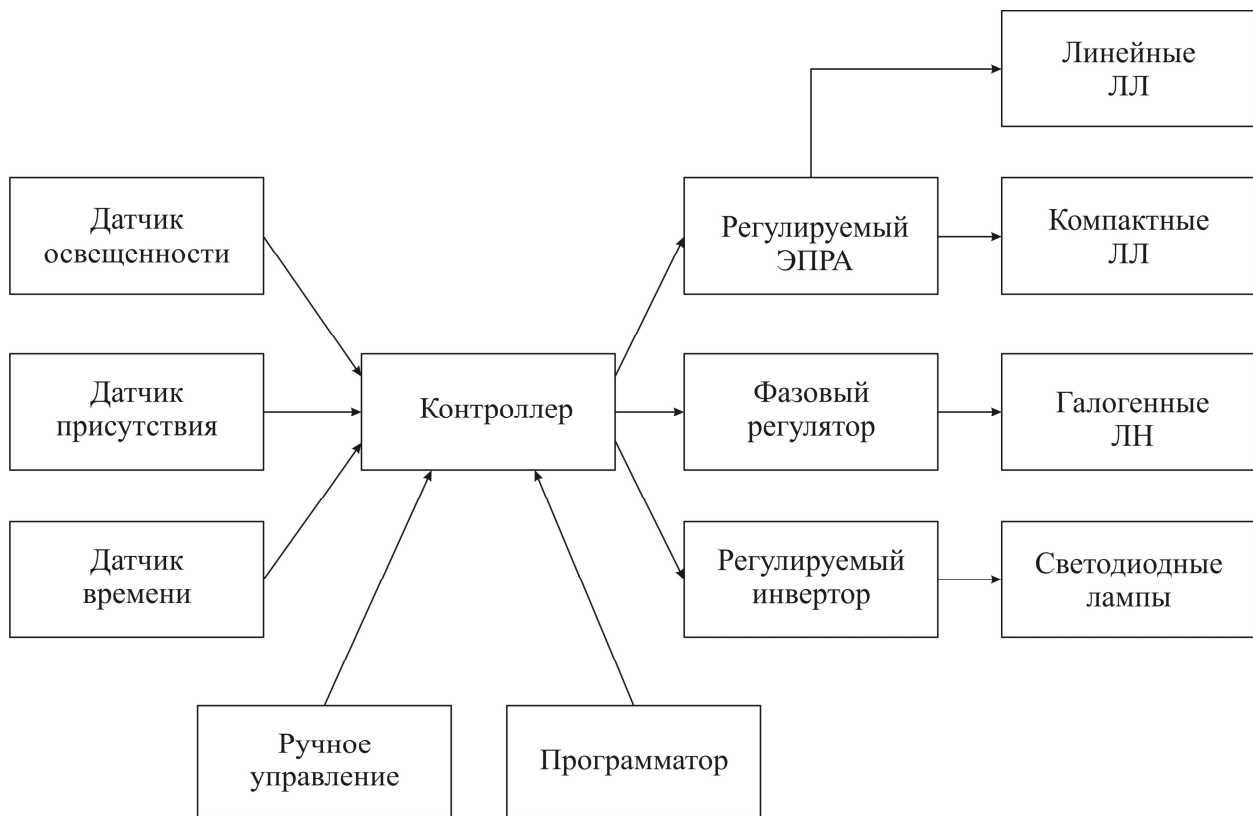 Линейные
ЛЛ
Датчик
освещенности
Регулируемый
ЭПРА
Компактные
ЛЛ
Датчик
присутствия
Контроллер
Фазовый
регулятор
Галогенные
ЛН
Датчик
времени
Регулируемый
инвертор
Светодиодные
лампы
Ручное
управление
Программатор